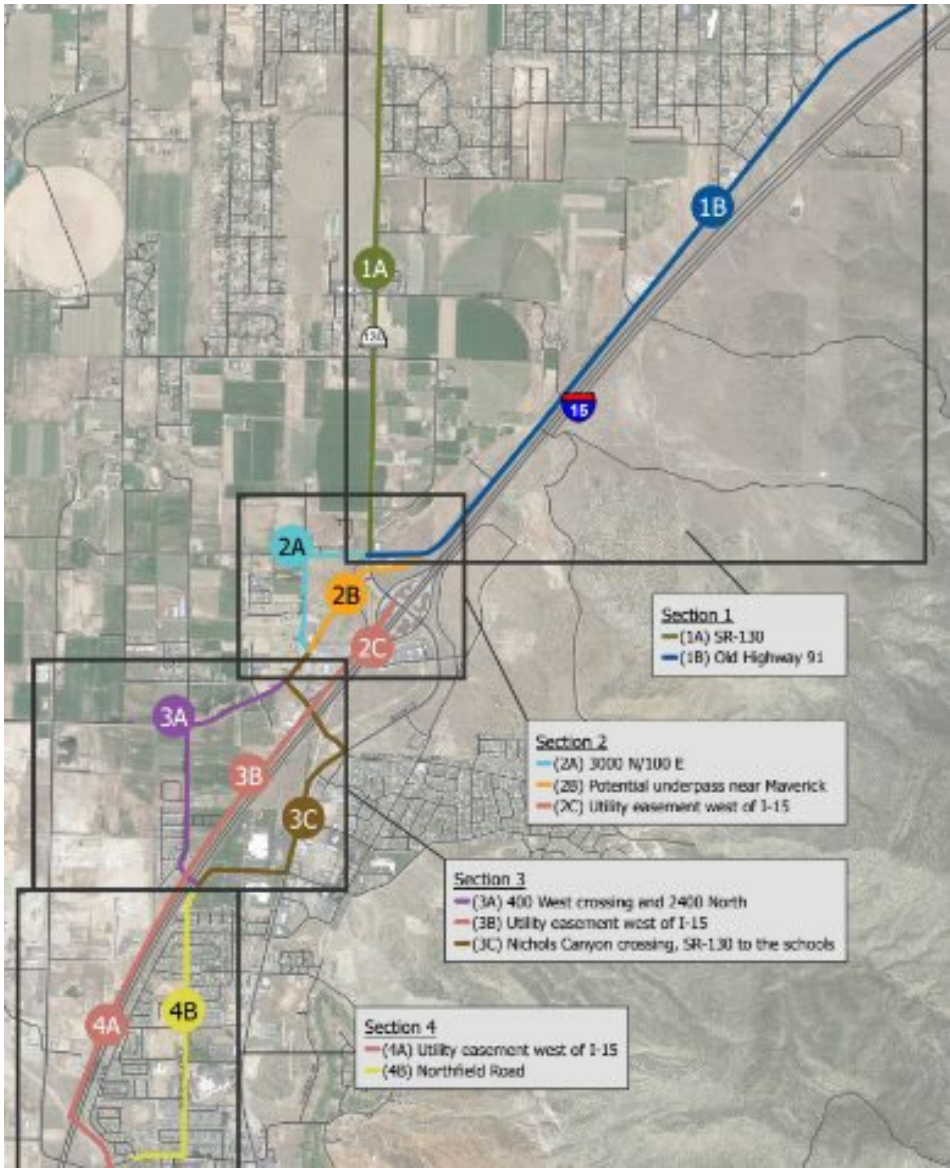 1B
1A
130
15
2A
2B
2C
Section 1
(1A) SR-130
(1B) Old Highway 91
3A
Section 2
(2A) 3000 N/100 E
(2B) Potential underpass near Maverick
(2C) Utility easement west of I-15
3B
3C
Section 3
(3A) 400 West crossing and 2400 North
(3B) Utility easement west of I-15
(3C) Nichols Canyon crossing, SR-130 to the schools
4B
4A
Section 4
(4A) Utility easement west of I-15
(4B) Northfield Road